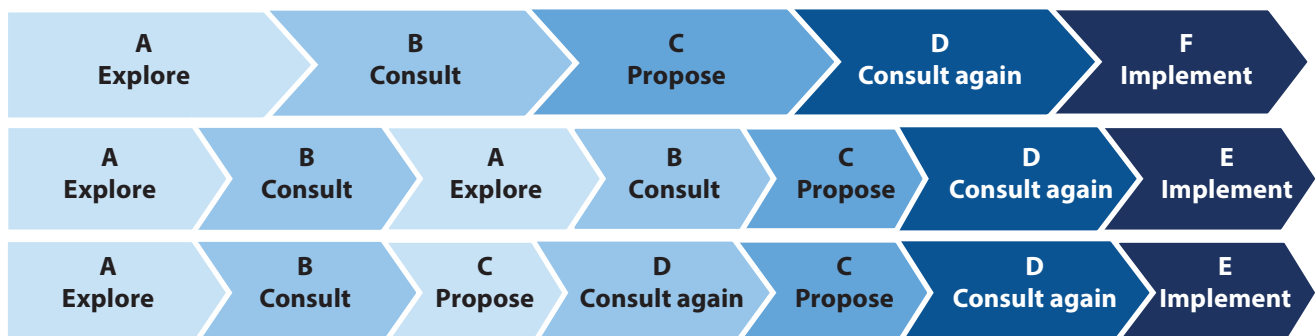 A
Explore
B
Consult
C
Propose
D
Consult again
F
Implement
A
Explore
B
Consult
A
Explore
B
Consult
C
Propose
D
Consult again
E
Implement
A
Explore
B
Consult
C
Propose
D
Consult again
C
Propose
D
Consult again
E
Implement